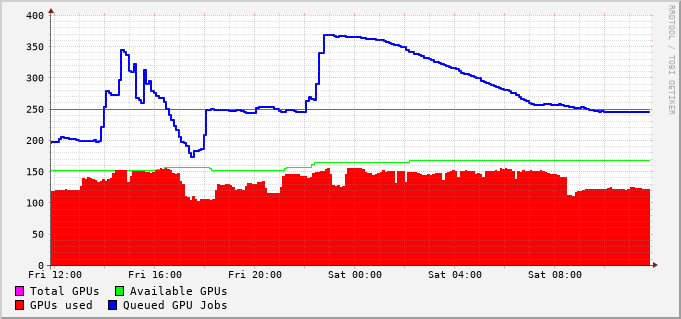 400
350
300
250
200
150
100
50
0
Fri 12:00 Fri 16:00 Fri 20:00 Sat 00:00 Sat 04:00 Sat 08:00
Total GPUs Available GPUs
GPUs used Queued GPU Jobs
RRDTOOL / TOBI OETIKER